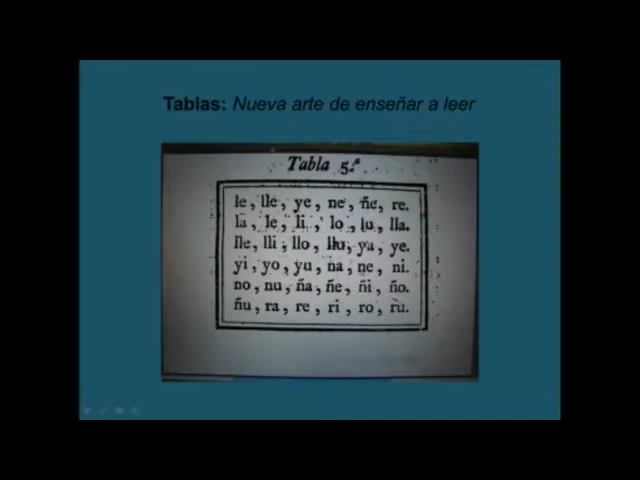 Tablas: Nueva arte de enseñar a leer
Tabla 5.ª
le, lle, ye, ne, ñe, re.
la, le, li, lo, lu, lla.
lle, lli, llo, llu, ya, ye.
yi, yo, yu, na, ne, ni.
no, nu, ña, ñe, ñi, ño.
ñu, ra, re, ri, ro, ru.